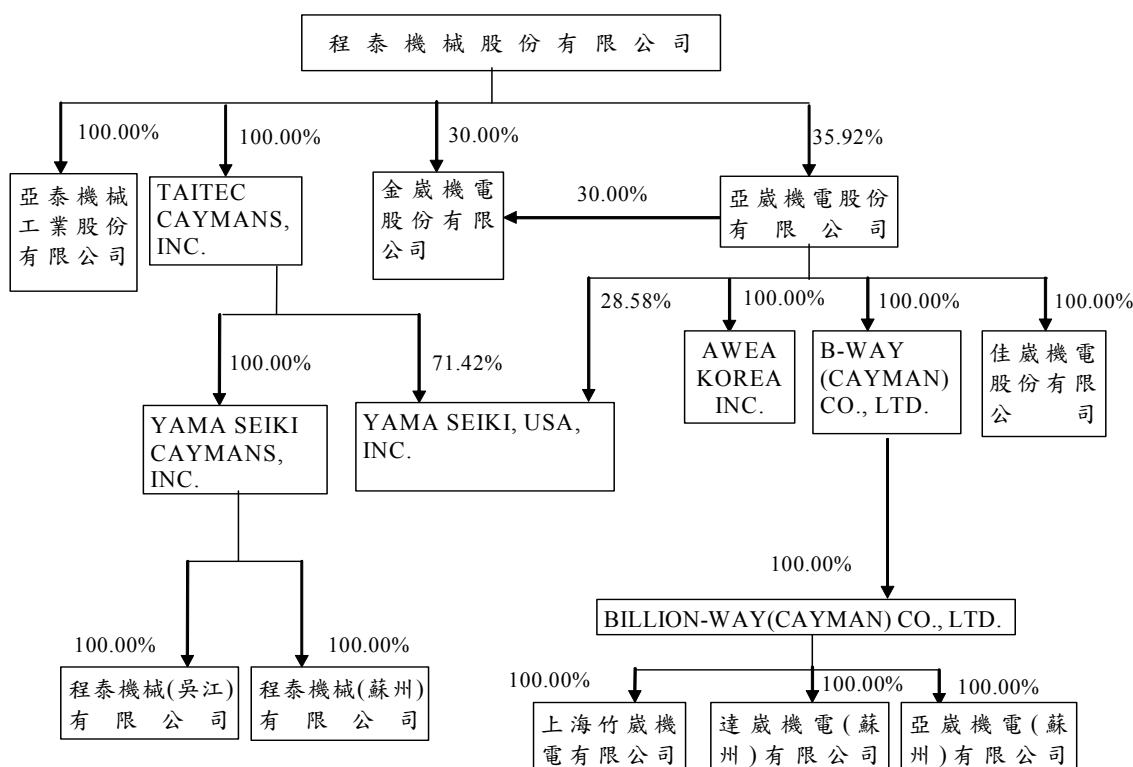 程泰機械股份有限公司
100.00%
100.00%
30.00%
35.92%
亞泰機械
工業股份
有限公司
TAITEC
CAYMANS,
INC.
金崴機電
股份有限
公司
30.00%
亞崴機電股份
有限公司
100.00%
71.42%
28.58%
100.00%
100.00%
100.00%
YAMA SEIKI
CAYMANS,
INC.
YAMA SEIKI, USA,
INC.
AWEA
KOREA
INC.
B-WAY
(CAYMAN)
CO., LTD.
佳崴機電
股份有限
公司
100.00%
100.00%
100.00%
BILLION-WAY(CAYMAN) CO., LTD.
程泰機械(吳江)
有限公司
程泰機械(蘇州)
有限公司
100.00%
100.00%
100.00%
上海竹崴機
電有限公司
達崴機電(蘇
州)有限公司
亞崴機電(蘇
州)有限公司